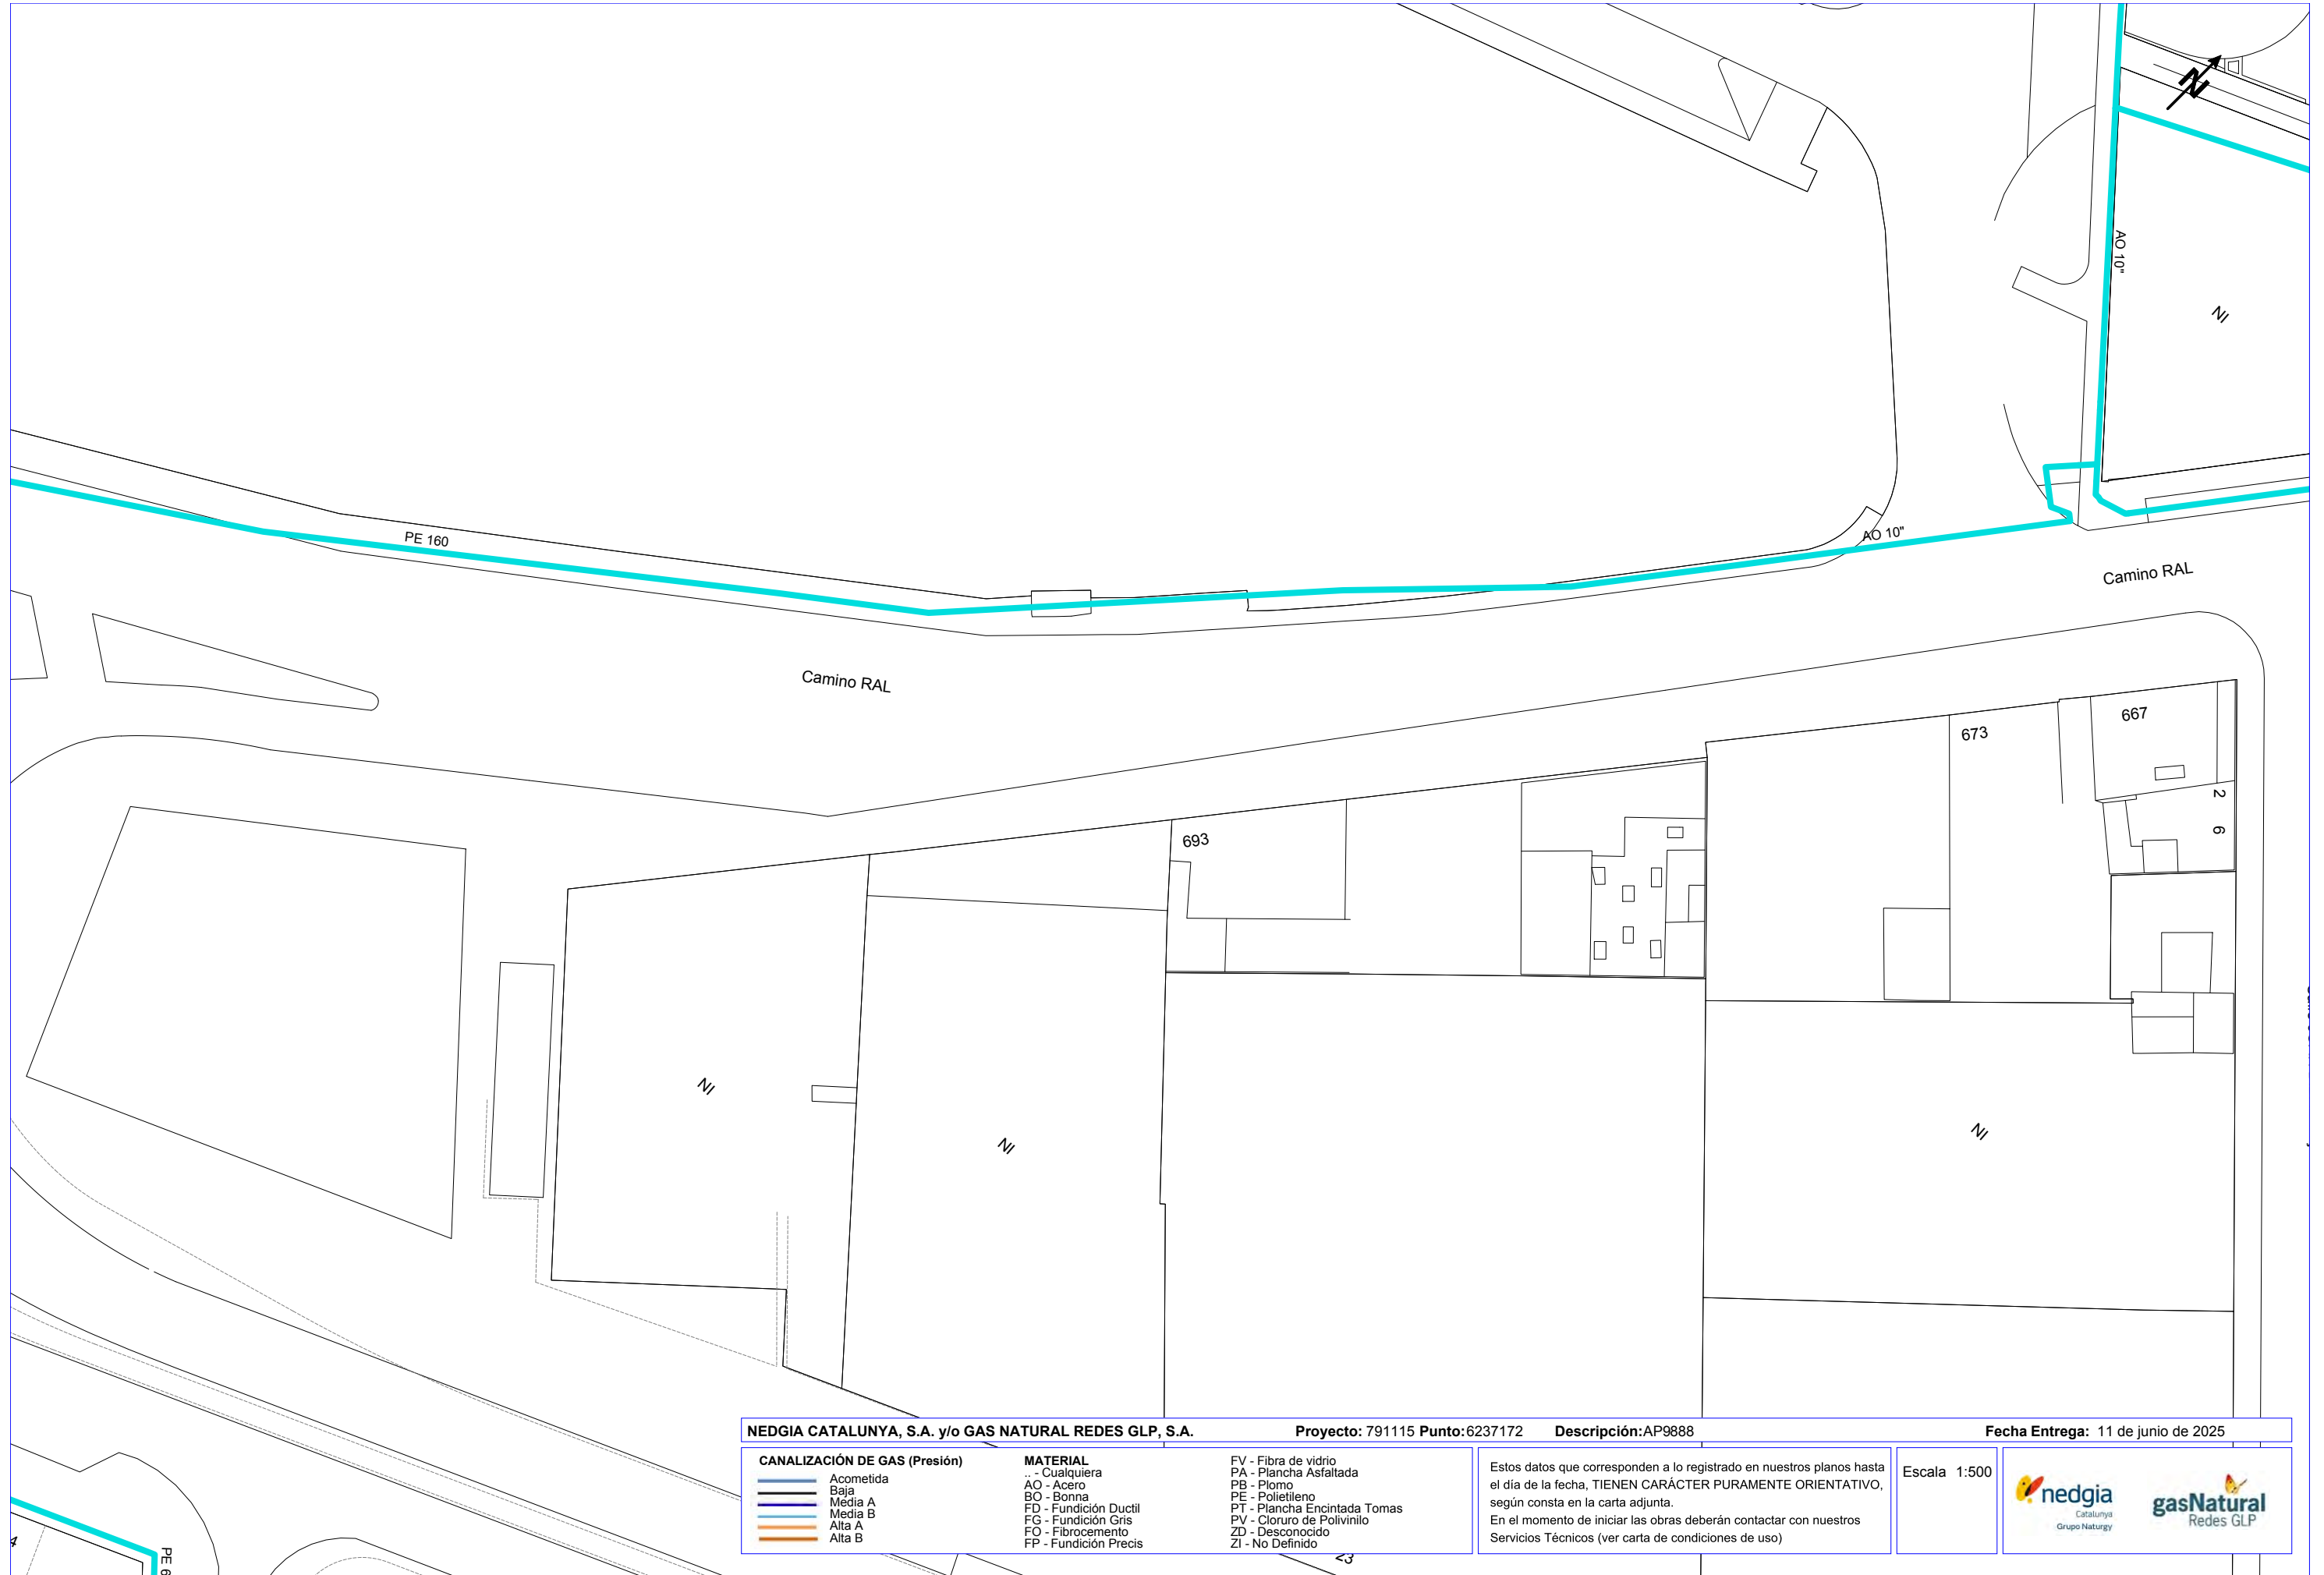 N
AO 10"
NI
PE 160
AO 10"
Camino RAL
Camino RAL
667
673
2
6
693
NI
NI
NI
PE 6
4
23
NEDGIA CATALUNYA, S.A. y/o GAS NATURAL REDES GLP, S.A. Proyecto: 791115 Punto:6237172 Descripción:AP9888 Fecha Entrega: 11 de junio de 2025
CANALIZACIÓN DE GAS (Presión)
Acometida
Baja
Media A
Media B
Alta A
Alta B
MATERIAL
.. - Cualquiera
AO - Acero
BO - Bonna
FD - Fundición Ductil
FG - Fundición Gris
FO - Fibrocemento
FP - Fundición Precis
FV - Fibra de vidrio
PA - Plancha Asfaltada
PB - Plomo
PE - Polietileno
PT - Plancha Encintada Tomas
PV - Cloruro de Polivinilo
ZD - Desconocido
ZI - No Definido
Estos datos que corresponden a lo registrado en nuestros planos hasta
el día de la fecha, TIENEN CARÁCTER PURAMENTE ORIENTATIVO,
según consta en la carta adjunta.
En el momento de iniciar las obras deberán contactar con nuestros
Servicios Técnicos (ver carta de condiciones de uso)
Escala 1:500
nedgia
Catalunya
Grupo Naturgy
gasNatural
Redes GLP